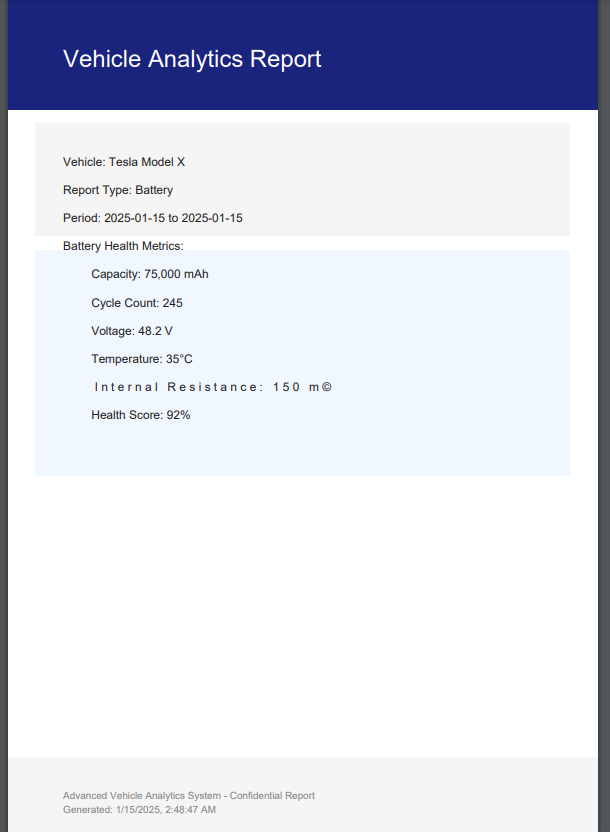 Vehicle Analytics Report
Vehicle: Tesla Model X
Report Type: Battery
Period: 2025-01-15 to 2025-01-15
Battery Health Metrics:
Capacity: 75,000 mAh
Cycle Count: 245
Voltage: 48.2 V
Temperature: 35°C
Internal Resistance: 150 m©
Health Score: 92%
Advanced Vehicle Analytics System - Confidential Report
Generated: 1/15/2025, 2:48:47 AM